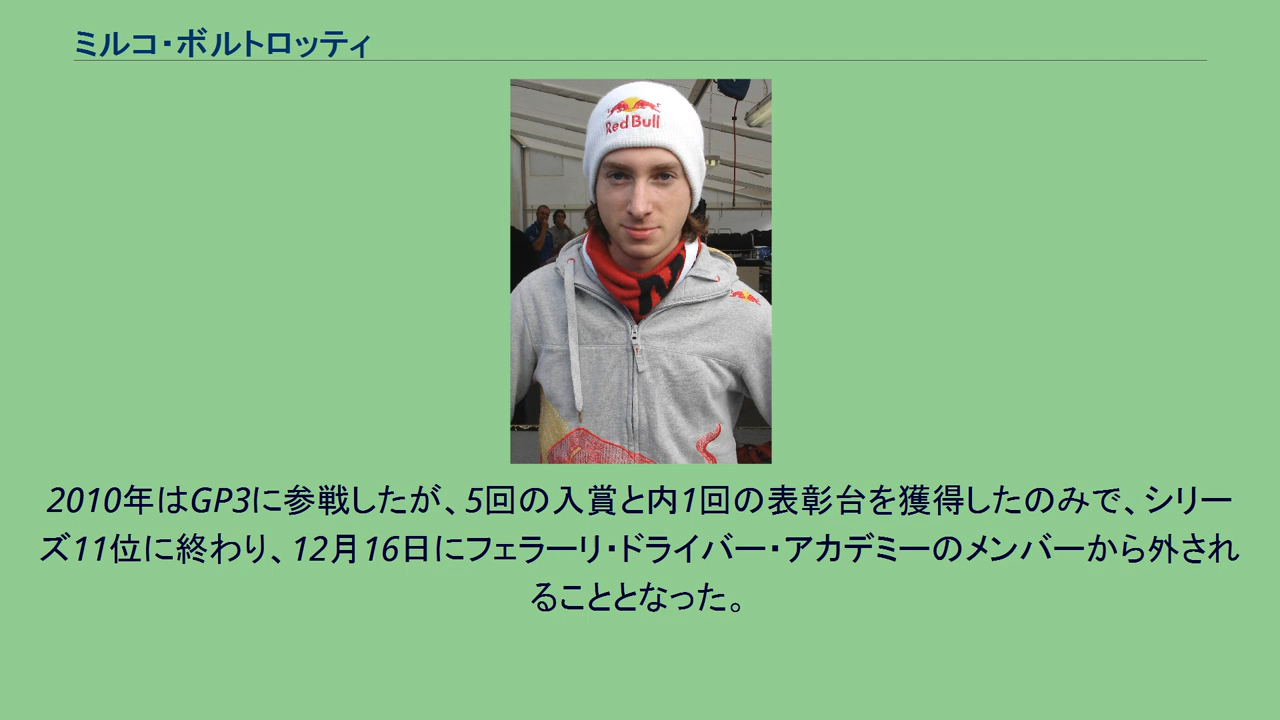 ミルコ・ボルトロッティ
Red Bull
2010年はGP3に参戦したが、5回の入賞と内1回の表彰台を獲得したのみで、シリー
ズ11位に終わり、12月16日にフェラーリ・ドライバー・アカデミーのメンバーから外され
ることとなった。